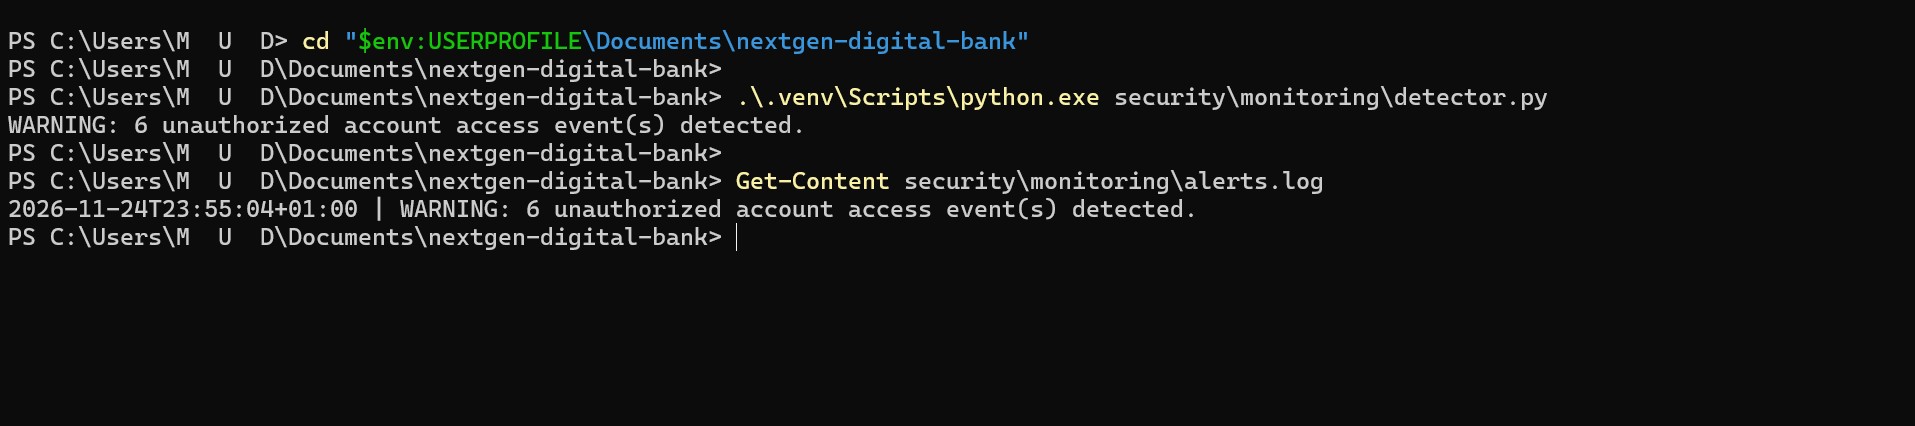 PS C:\Users\M  U  D> cd "$env:USERPROFILE\Documents\nextgen-digital-bank"
PS C:\Users\M  U  D\Documents\nextgen-digital-bank>
PS C:\Users\M  U  D\Documents\nextgen-digital-bank> .\.venv\Scripts\python.exe security\monitoring\detector.py
WARNING: 6 unauthorized account access event(s) detected.
PS C:\Users\M  U  D\Documents\nextgen-digital-bank>
PS C:\Users\M  U  D\Documents\nextgen-digital-bank> Get-Content security\monitoring\alerts.log
2026-11-24T23:55:04+01:00 | WARNING: 6 unauthorized account access event(s) detected.
PS C:\Users\M  U  D\Documents\nextgen-digital-bank>